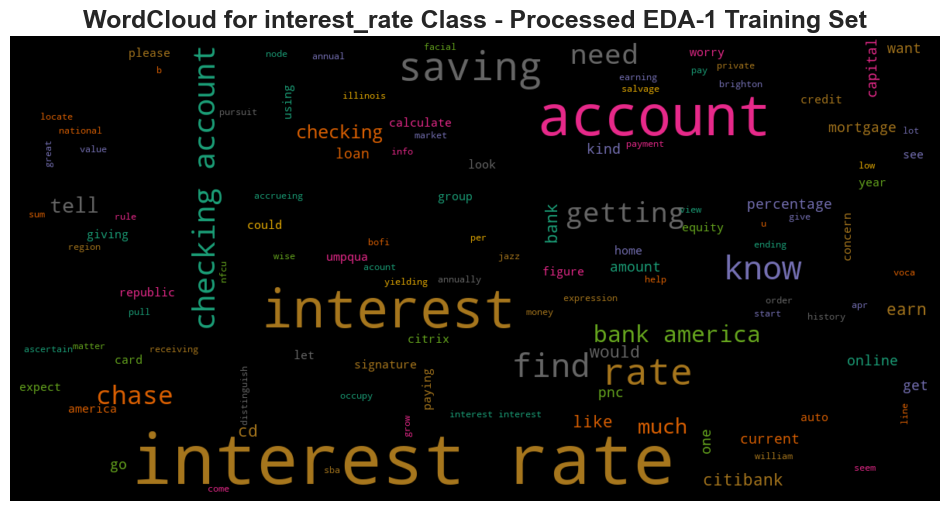 WordCloud for interest_rate Class - Processed EDA-1 Training Set
please
b
node
annual
facial
saving
need
worry
pay
private
capital
want
locate
national
great
value
pursuit
using
illinois
checking
loan
calculate
market
info
earning
salvage
brighton
account
kind
payment
credit
mortgage
lot
see
low
year
look
checking account
tell
sum
rule
giving
region
accrueing
could
group
bank
getting
view
equity
percentage
u
give
ending
concern
wise
bofi
umpqua
acount
yielding
per
annually
jazz
home
figure
amount
help
know
voca
republic
pull
nfcu
interest
money
expression
order
history
start
apr
earn
bank america
citrix
ascertain
matter
receiving
card
let
signature
find
would
rate
online
expect
chase
america
distinguish
occupy
paying
interest interest
pnc
get
like
much
auto
line
cd
grow
one
current
william
go
interest rate
sba
come
citibank
seem